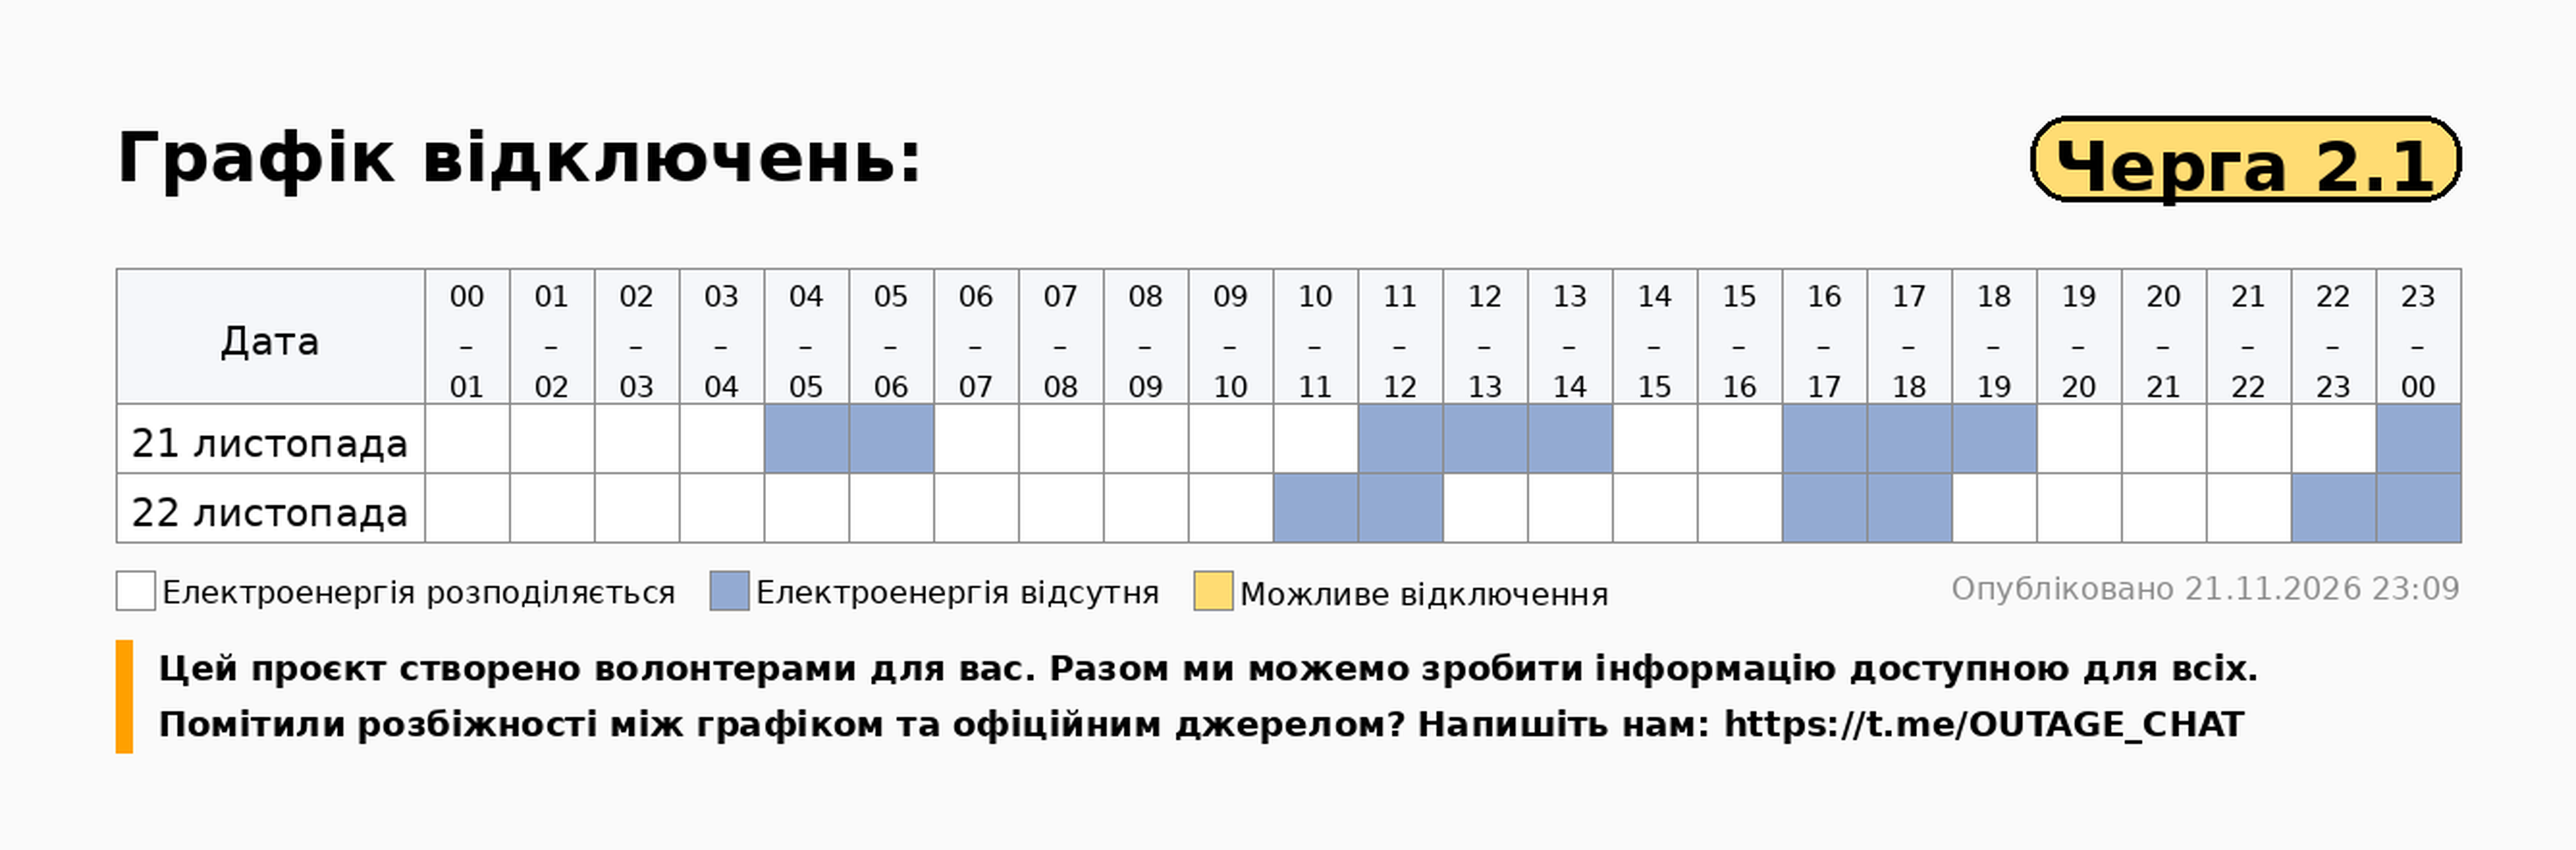 Графік відключень:
Черга 2.1
Дата 00 – 01 01 – 02 02 – 03 03 – 04 04 – 05 05 – 06 06 – 07 07 – 08 08 – 09 09 – 10 10 – 11 11 – 12 12 – 13 13 – 14 14 – 15 15 – 16 16 – 17 17 – 18 18 – 19 19 – 20 20 – 21 21 – 22 22 – 23 23 – 00
21 листопада
22 листопада
Електроенергія розподіляється Електроенергія відсутня Можливе відключення
Опубліковано 21.11.2026 23:09
Цей проєкт створено волонтерами для вас. Разом ми можемо зробити інформацію доступною для всіх.
Помітили розбіжності між графіком та офіційним джерелом? Напишіть нам: https://t.me/OUTAGE_CHAT